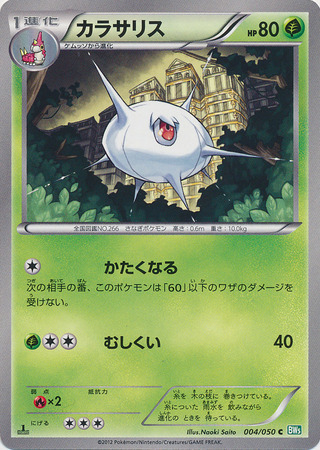 1進化
カラサリス
HP80
ケムッソから進化
全国図鑑NO.266 さなぎポケモン 高さ：0.6m 重さ：10.0kg
かたくなる
次の相手の番、このポケモンは「60」以下のワザのダメージを
受けない。
むしくい 40
弱点 抵抗力
×2
にげる
糸を 木の枝に 巻きつけている。
糸についた 雨水を 飲みながら
進化の ときを 待っている。
Illus.Naoki Saito 004/050 C BW5
©2012 Pokémon/Nintendo/Creatures/GAME FREAK.